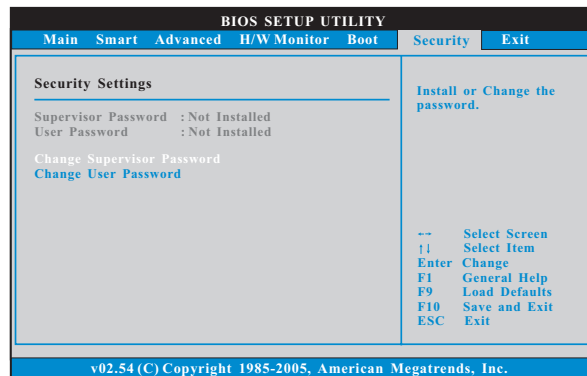 BIOS SETUP UTILITY
Main Smart Advanced H/W Monitor Boot Security Exit
Security Settings
Supervisor Password : Not Installed
User Password : Not Installed
Change Supervisor Password
Change User Password
Install or Change the
password.
←→ Select Screen
↑↓ Select Item
Enter Change
F1 General Help
F9 Load Defaults
F10 Save and Exit
ESC Exit
v02.54 (C) Copyright 1985-2005, American Megatrends, Inc.